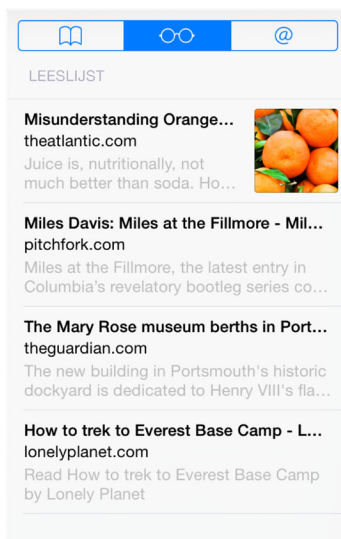 @
LEESLIJST
Misunderstanding Orange…
theatlantic.com
Juice is, nutritionally, not
much better than soda. Ho…
Miles Davis: Miles at the Fillmore - Mil…
pitchfork.com
Miles at the Fillmore, the latest entry in
Columbia's revelatory bootleg series co…
The Mary Rose museum berths in Port…
theguardian.com
The new building in Portsmouth's historic
dockyard is dedicated to Henry VIII's fla…
How to trek to Everest Base Camp - L…
lonelyplanet.com
Read How to trek to Everest Base Camp
by Lonely Planet